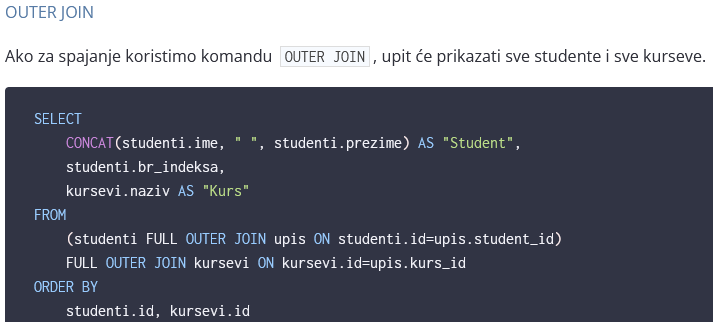 OUTER JOIN
Ako za spajanje koristimo komandu OUTER JOIN, upit će prikazati sve studente i sve kurseve.
SELECT
CONCAT(studenti.ime, " ", studenti.prezime) AS "Student",
studenti.br_indeksa,
kursevi.naziv AS "Kurs"
FROM
(studenti FULL OUTER JOIN upis ON studenti.id=upis.student_id)
FULL OUTER JOIN kursevi ON kursevi.id=upis.kurs_id
ORDER BY
studenti.id, kursevi.id